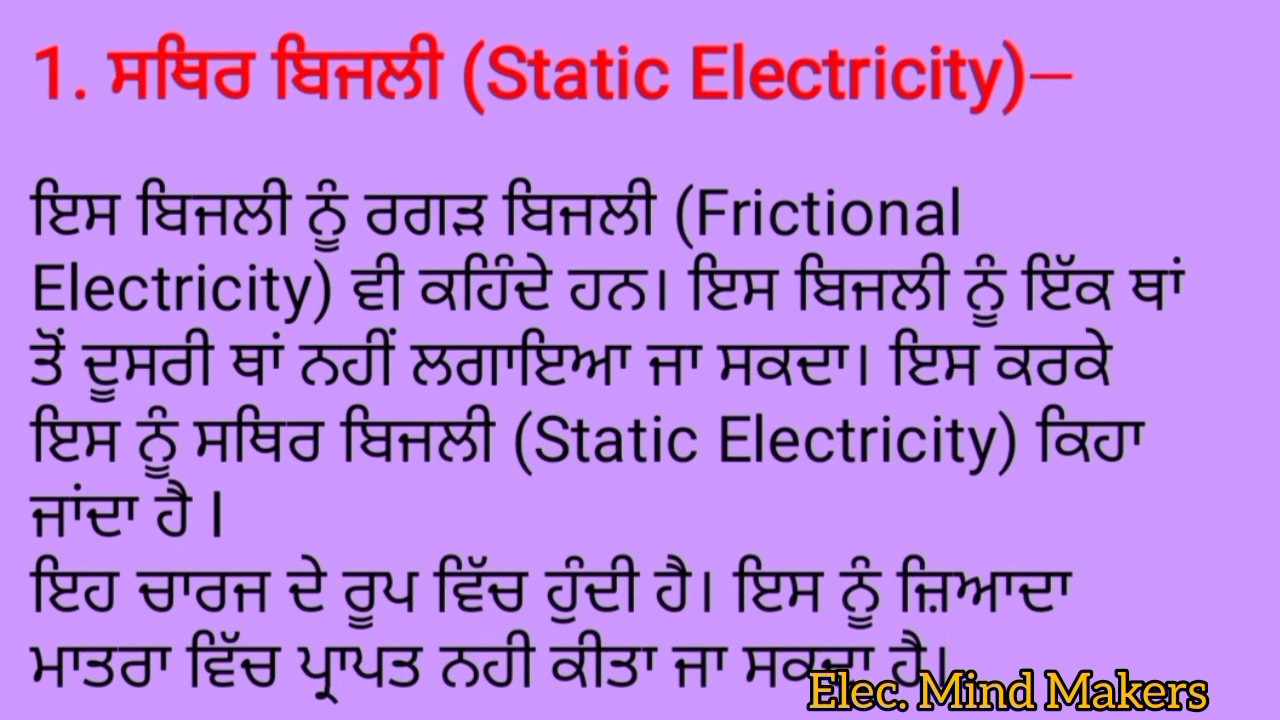 1. ਸਥਿਰ ਬਿਜਲੀ (Static Electricity)–
ਇਸ ਬਿਜਲੀ ਨੂੰ ਰਗੜ ਬਿਜਲੀ (Frictional
Electricity) ਵੀ ਕਹਿੰਦੇ ਹਨ। ਇਸ ਬਿਜਲੀ ਨੂੰ ਇੱਕ ਥਾਂ
ਤੋਂ ਦੂਸਰੀ ਥਾਂ ਨਹੀਂ ਲਗਾਇਆ ਜਾ ਸਕਦਾ। ਇਸ ਕਰਕੇ
ਇਸ ਨੂੰ ਸਥਿਰ ਬਿਜਲੀ (Static Electricity) ਕਿਹਾ
ਜਾਂਦਾ ਹੈ l
ਇਹ ਚਾਰਜ ਦੇ ਰੂਪ ਵਿੱਚ ਹੁੰਦੀ ਹੈ। ਇਸ ਨੂੰ ਜ਼ਿਆਦਾ
ਮਾਤਰਾ ਵਿੱਚ ਪ੍ਰਾਪਤ ਨਹੀ ਕੀਤਾ ਜਾ ਸਕਦਾ ਹੈ।
Elec. Mind Makers